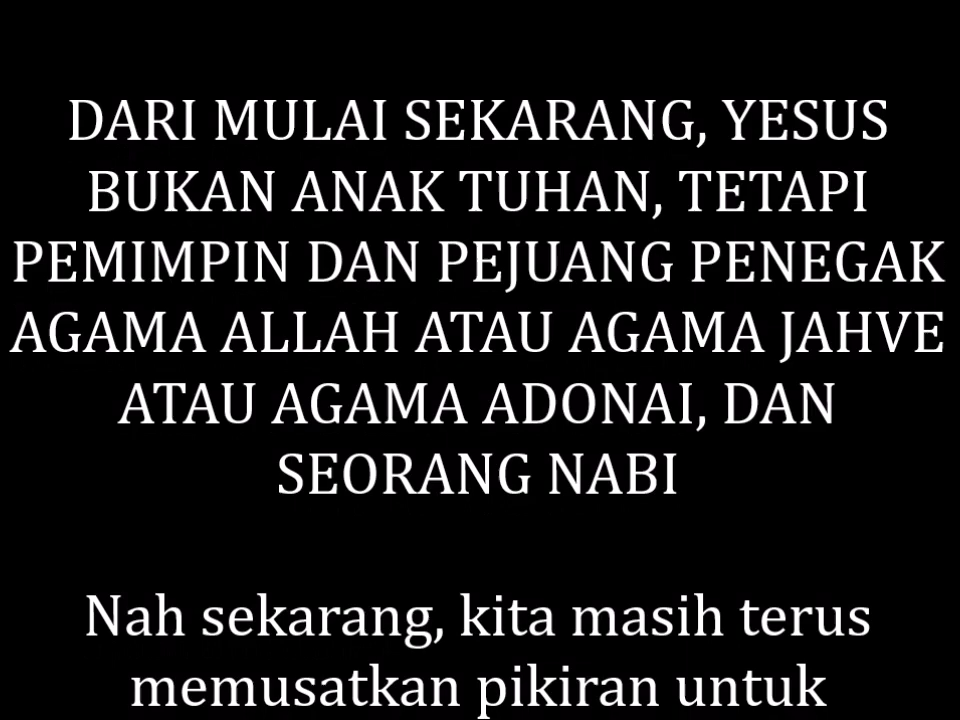 DARI MULAI SEKARANG, YESUS
BUKAN ANAK TUHAN, TETAPI
PEMIMPIN DAN PEJUANG PENEGAK
AGAMA ALLAH ATAU AGAMA JAHVE
ATAU AGAMA ADONAI, DAN
SEORANG NABI
Nah sekarang, kita masih terus
memusatkan pikiran untuk